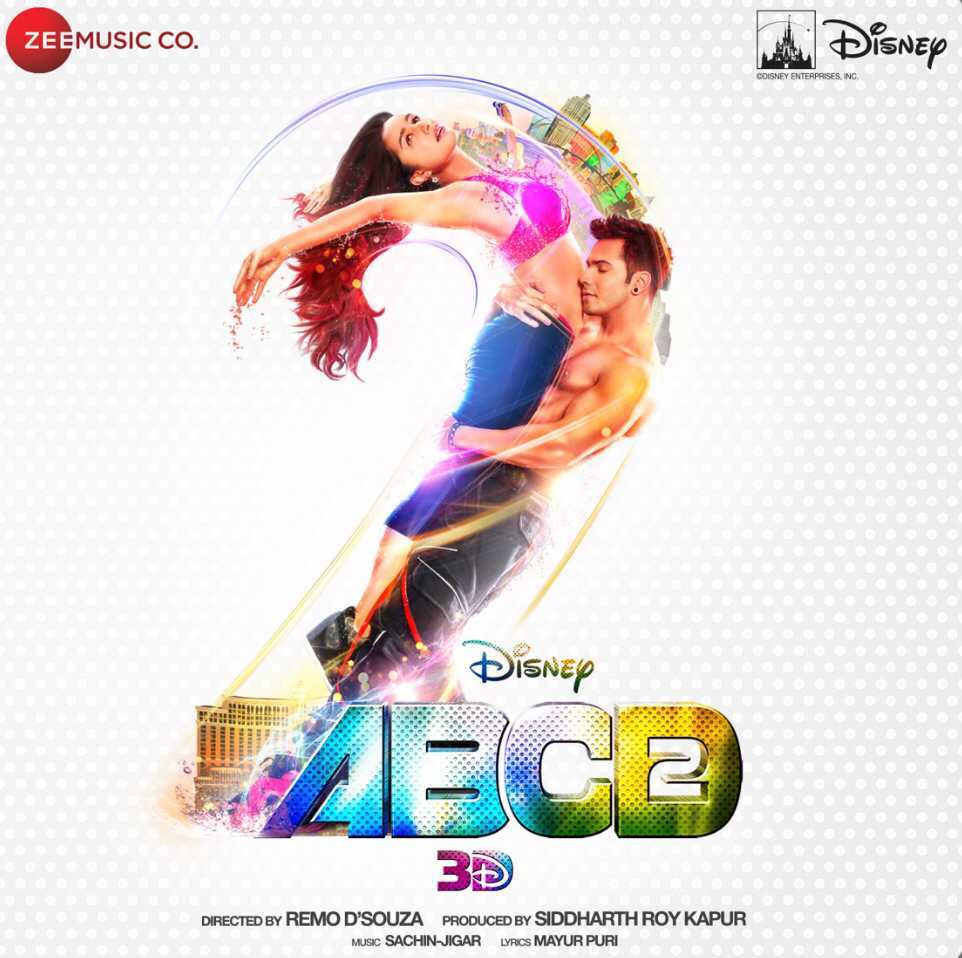 ZEEMUSIC CO.
DISNEY
©DISNEY ENTERPRISES, INC.
DISNEY
ABCD2
3D
DIRECTED BY REMO D'SOUZA PRODUCED BY SIDDHARTH ROY KAPUR
MUSIC SACHIN-JIGAR LYRICS MAYUR PURI